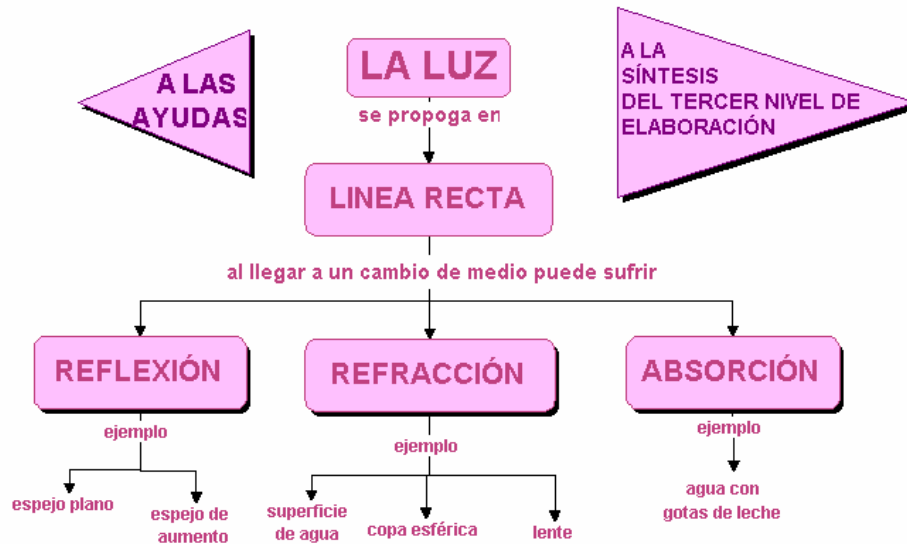 A LAS
AYUDAS
LA LUZ
A LA
SÍNTESIS
DEL TERCER NIVEL DE
ELABORACIÓN
se propoga en
LINEA RECTA
al llegar a un cambio de medio puede sufrir
REFLEXIÓN
REFRACCIÓN
ABSORCIÓN
ejemplo
ejemplo
ejemplo
espejo plano
espejo de
aumento
superficie
de agua
copa esférica
lente
agua con
gotas de leche